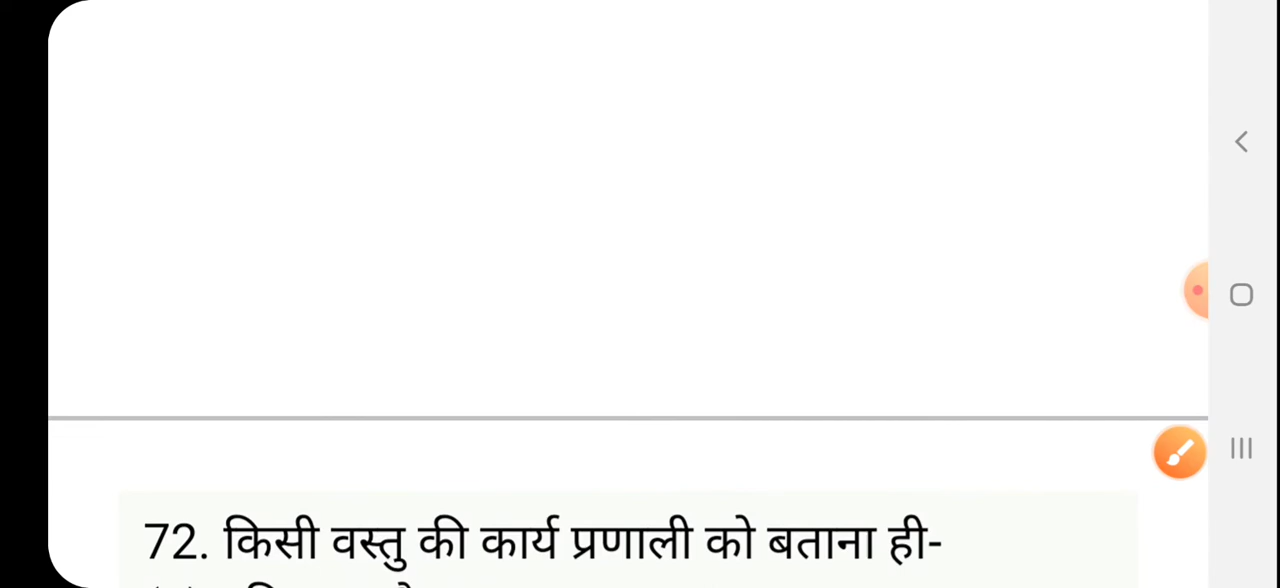 72. किसी वस्तु की कार्य प्रणाली को बताना ही-